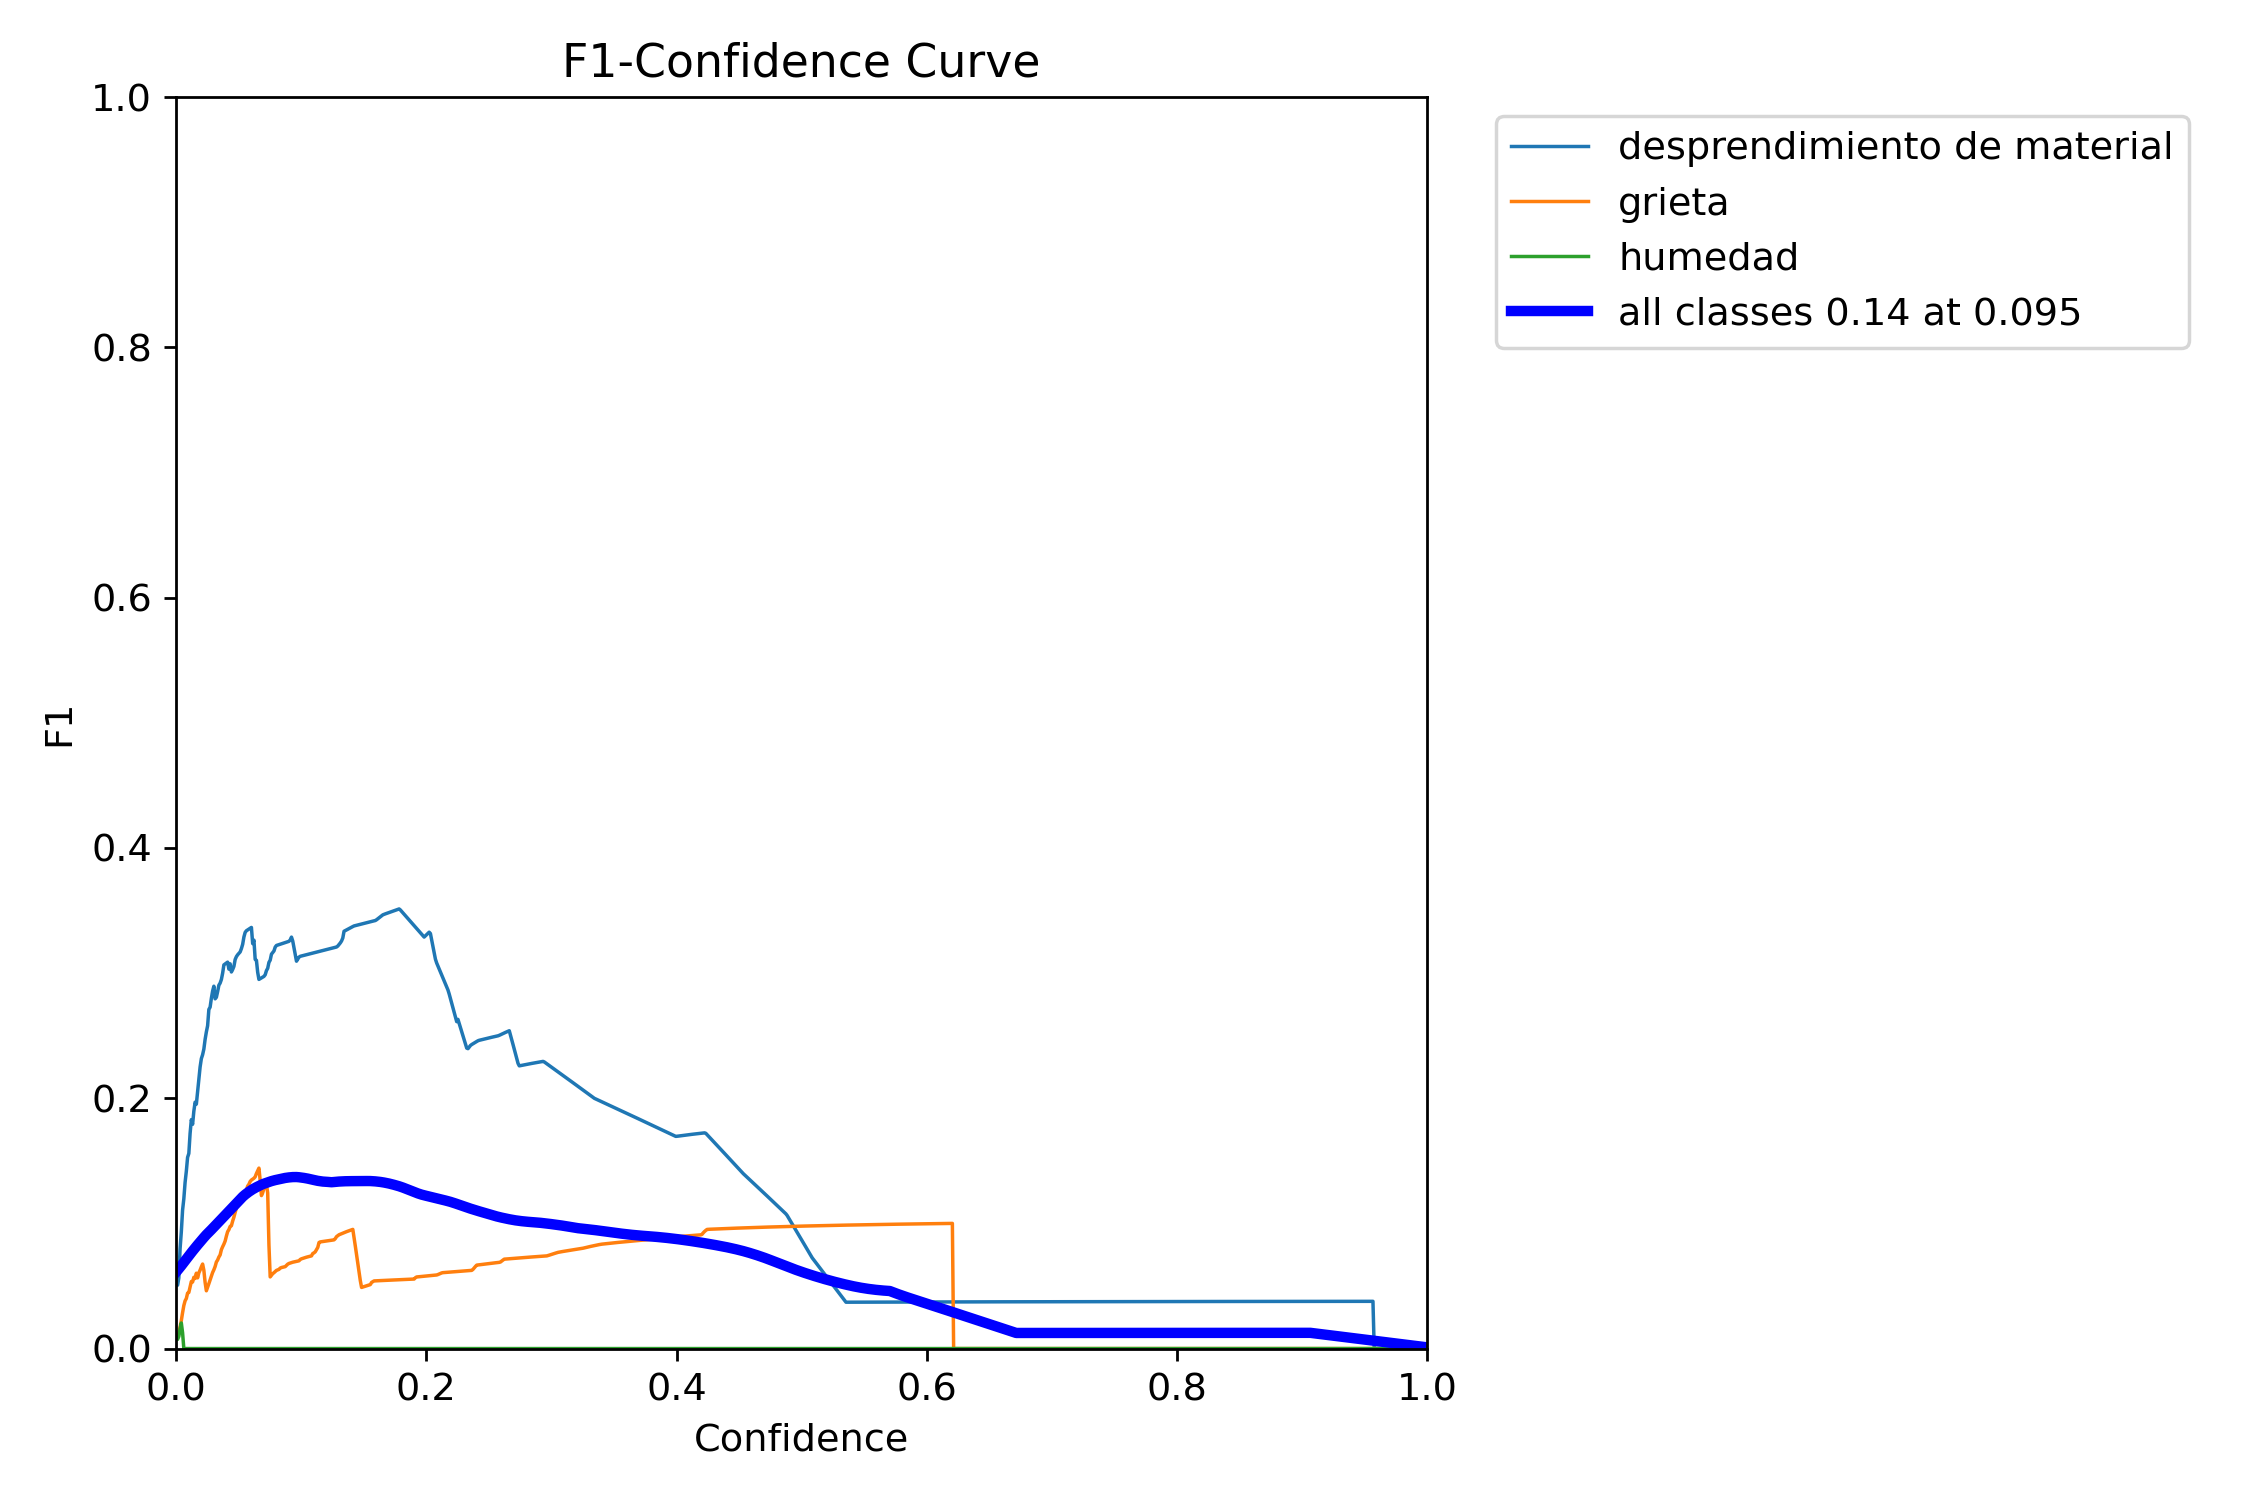 F1-Confidence Curve
1.0
0.8
0.6
0.4
0.2
0.0
F1
0.0 0.2 0.4 0.6 0.8 1.0
Confidence
desprendimiento de material
grieta
humedad
all classes 0.14 at 0.095